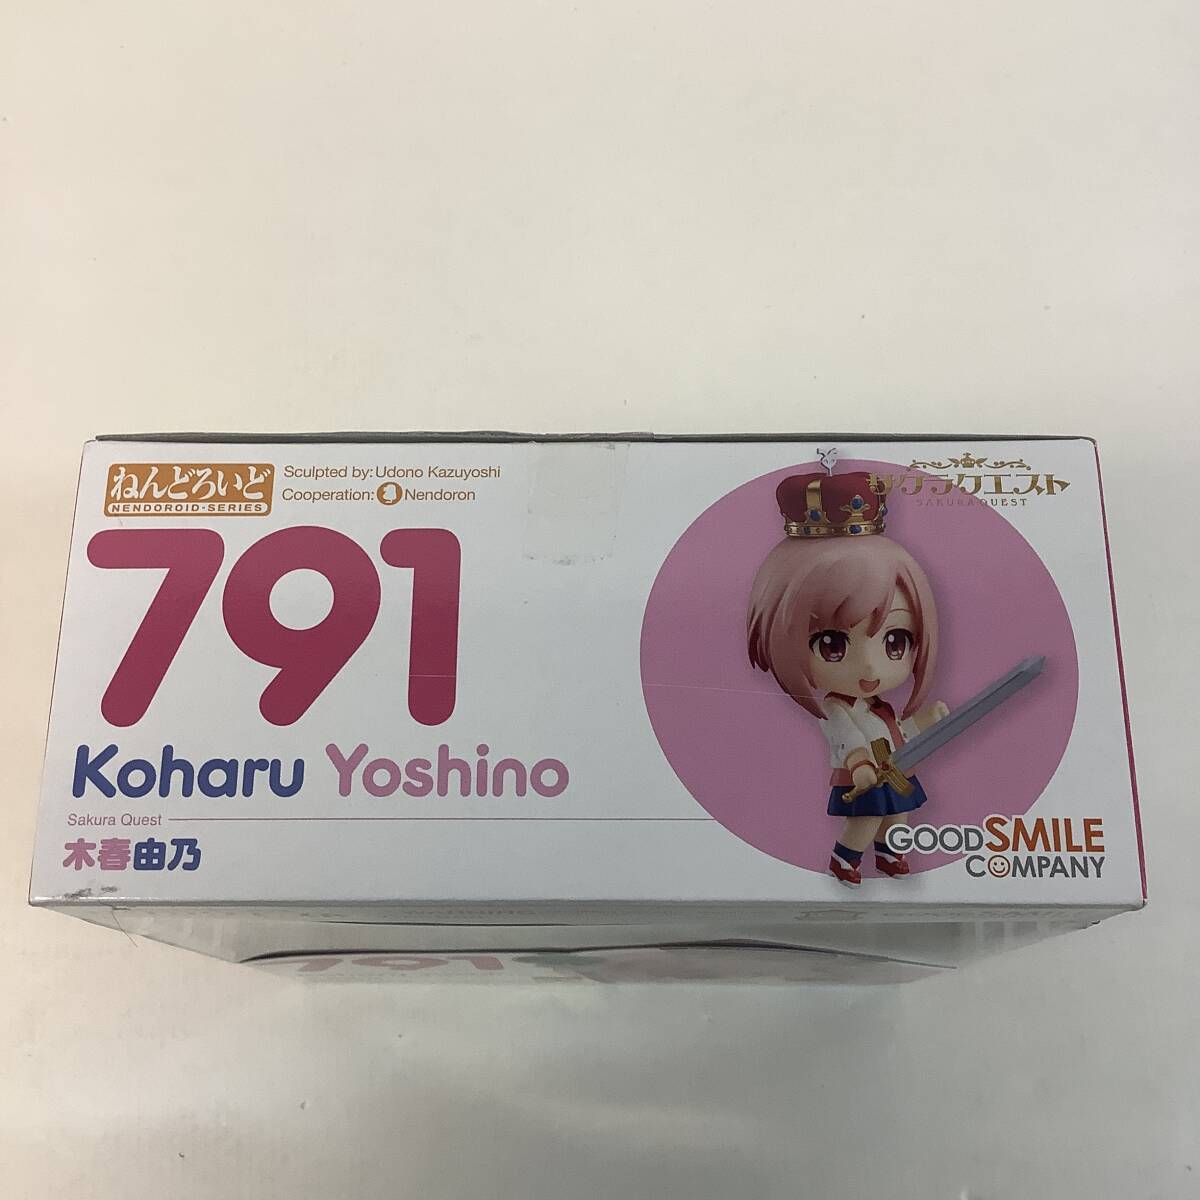 ねんどろいど
NENDOROID-SERIES
Sculpted by: Udono Kazuyoshi
Cooperation: Nendoron
791
Koharu Yoshino
Sakura Quest
木春由乃
サクラクエスト
SAKURA QUEST
GOOD SMILE
COMPANY
791